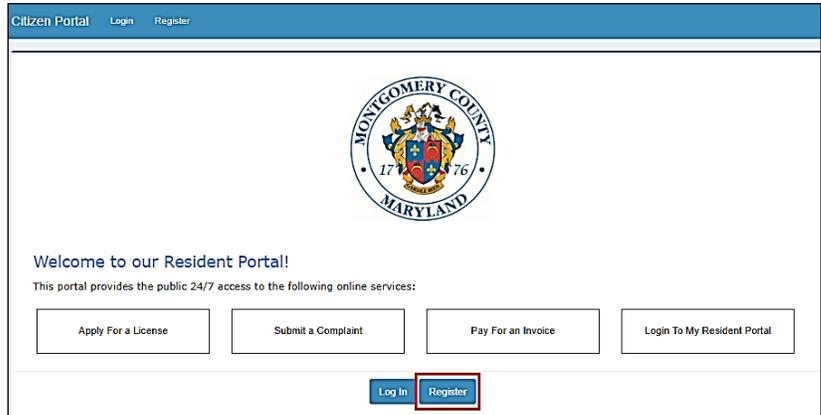 Citizen Portal Login Register
MONTGOMERY COUNTY
17 76
GARDEZ BIEN
MARYLAND
Welcome to our Resident Portal!
This portal provides the public 24/7 access to the following online services:
Apply For a License Submit a Complaint Pay For an Invoice Login To My Resident Portal
Log In Register